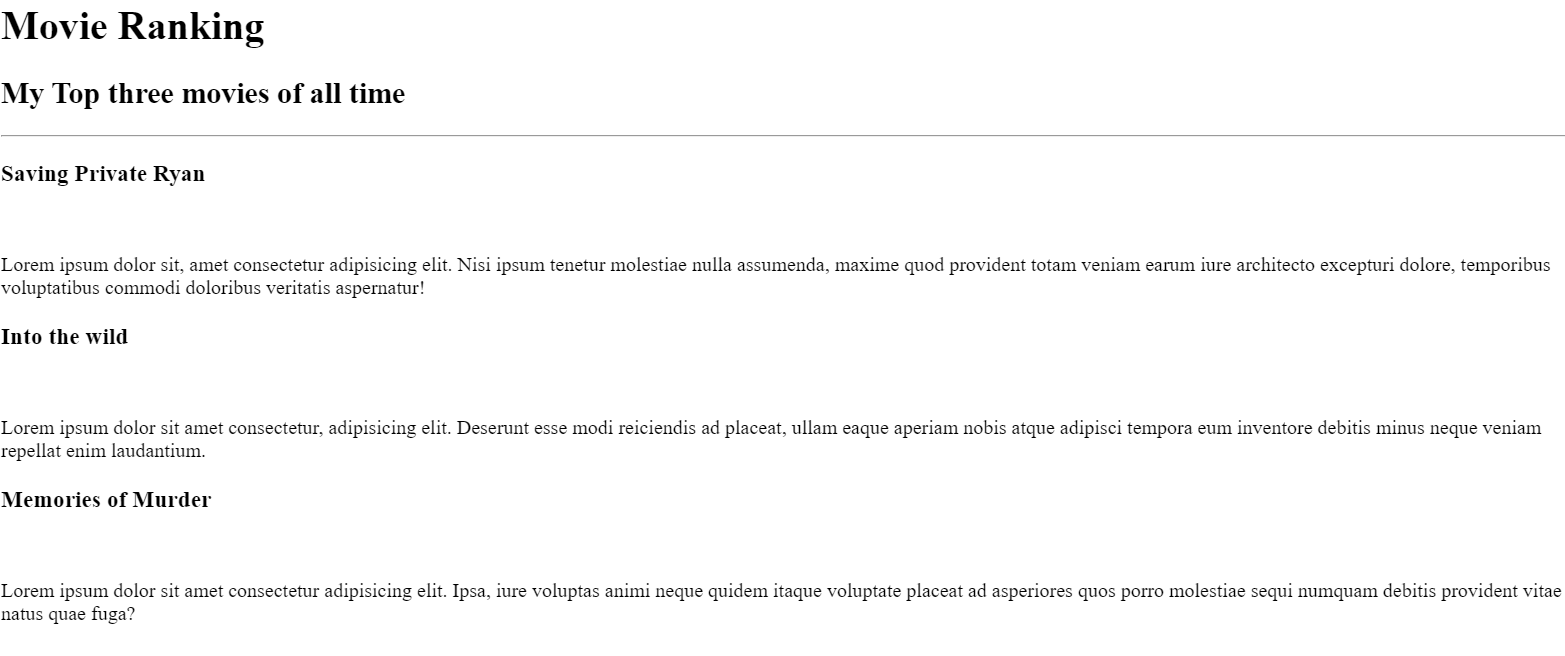 Movie Ranking
My Top three movies of all time
Saving Private Ryan
Lorem ipsum dolor sit, amet consectetur adipisicing elit. Nisi ipsum tenetur molestiae nulla assumenda, maxime quod provident totam veniam earum iure architecto excepturi dolore, temporibus
voluptatibus commodi doloribus veritatis aspernatur!
Into the wild
Lorem ipsum dolor sit amet consectetur, adipisicing elit. Deserunt esse modi reiciendis ad placeat, ullam eaque aperiam nobis atque adipisci tempora eum inventore debitis minus neque veniam
repellat enim laudantium.
Memories of Murder
Lorem ipsum dolor sit amet consectetur adipisicing elit. Ipsa, iure voluptas animi neque quidem itaque voluptate placeat ad asperiores quos porro molestiae sequi numquam debitis provident vitae
natus quae fuga?